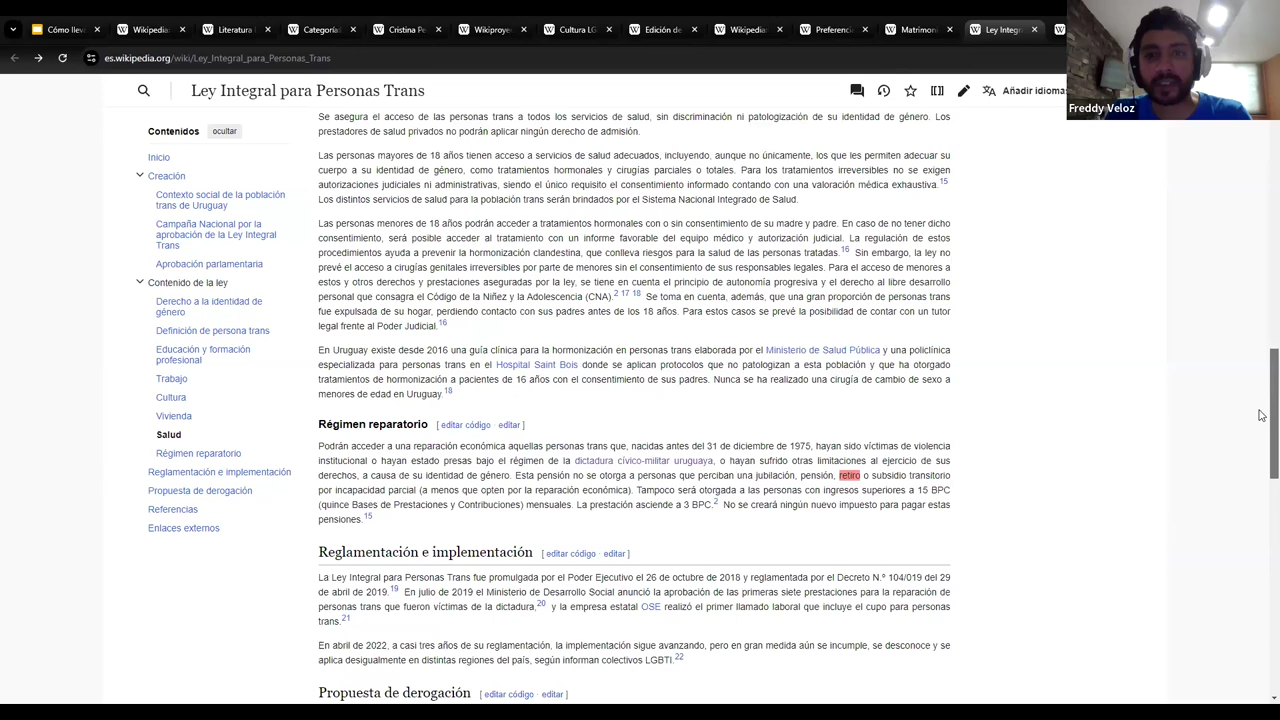 Cómo llev
Wikipedia:
Literatura l
Categoría:
Cristina Pe
Wikiproye
Cultura LG
Edición de
Wikipedia:
Preferenci
Matrimon
Ley Integr
es.wikipedia.org/wiki/Ley_Integral_para_Personas_Trans
Freddy Veloz
Ley Integral para Personas Trans
Añadir idiomas
Contenidos
ocultar
Inicio
Creación
Contexto social de la población
trans de Uruguay
Campaña Nacional por la
aprobación de la Ley Integral
Trans
Aprobación parlamentaria
Contenido de la ley
Derecho a la identidad de
género
Definición de persona trans
Educación y formación
profesional
Trabajo
Cultura
Vivienda
Salud
Régimen reparatorio
Reglamentación e implementación
Propuesta de derogación
Referencias
Enlaces externos
Se asegura el acceso de las personas trans a todos los servicios de salud, sin discriminación ni patologización de su identidad de género. Los
prestadores de salud privados no podrán aplicar ningún derecho de admisión.
Las personas mayores de 18 años tienen acceso a servicios de salud adecuados, incluyendo, aunque no únicamente, los que les permiten adecuar su
cuerpo a su identidad de género, como tratamientos hormonales y cirugías parciales o totales. Para los tratamientos irreversibles no se exigen
autorizaciones judiciales ni administrativas, siendo el único requisito el consentimiento informado contando con una valoración médica exhaustiva.15
Los distintos servicios de salud para la población trans serán brindados por el Sistema Nacional Integrado de Salud.
Las personas menores de 18 años podrán acceder a tratamientos hormonales con o sin consentimiento de su madre y padre. En caso de no tener dicho
consentimiento, será posible acceder al tratamiento con un informe favorable del equipo médico y autorización judicial. La regulación de estos
procedimientos ayuda a prevenir la hormonización clandestina, que conlleva riesgos para la salud de las personas tratadas.16 Sin embargo, la ley no
prevé el acceso a cirugías genitales irreversibles por parte de menores sin el consentimiento de sus responsables legales. Para el acceso de menores a
estos y otros derechos y prestaciones aseguradas por la ley, se tiene en cuenta el principio de autonomía progresiva y el derecho al libre desarrollo
personal que consagra el Código de la Niñez y la Adolescencia (CNA).2 17 18 Se toma en cuenta, además, que una gran proporción de personas trans
fue expulsada de su hogar, perdiendo contacto con sus padres antes de los 18 años. Para estos casos se prevé la posibilidad de contar con un tutor
legal frente al Poder Judicial.16
En Uruguay existe desde 2016 una guía clínica para la hormonización en personas trans elaborada por el Ministerio de Salud Pública y una policlínica
especializada para personas trans en el Hospital Saint Bois donde se aplican protocolos que no patologizan a esta población y que ha otorgado
tratamientos de hormonización a pacientes de 16 años con el consentimiento de sus padres. Nunca se ha realizado una cirugía de cambio de sexo a
menores de edad en Uruguay.18
Régimen reparatorio [ editar código · editar ]
Podrán acceder a una reparación económica aquellas personas trans que, nacidas antes del 31 de diciembre de 1975, hayan sido víctimas de violencia
institucional o hayan estado presas bajo el régimen de la dictadura cívico-militar uruguaya, o hayan sufrido otras limitaciones al ejercicio de sus
derechos, a causa de su identidad de género. Esta pensión no se otorga a personas que perciban una jubilación, pensión, retiro o subsidio transitorio
por incapacidad parcial (a menos que opten por la reparación económica). Tampoco será otorgada a las personas con ingresos superiores a 15 BPC
(quince Bases de Prestaciones y Contribuciones) mensuales. La prestación asciende a 3 BPC.2 No se creará ningún nuevo impuesto para pagar estas
pensiones.15
Reglamentación e implementación [ editar código · editar ]
La Ley Integral para Personas Trans fue promulgada por el Poder Ejecutivo el 26 de octubre de 2018 y reglamentada por el Decreto N.º 104/019 del 29
de abril de 2019.19 En julio de 2019 el Ministerio de Desarrollo Social anunció la aprobación de las primeras siete prestaciones para la reparación de
personas trans que fueron víctimas de la dictadura,20 y la empresa estatal OSE realizó el primer llamado laboral que incluye el cupo para personas
trans.21
En abril de 2022, a casi tres años de su reglamentación, la implementación sigue avanzando, pero en gran medida aún se incumple, se desconoce y se
aplica desigualmente en distintas regiones del país, según informan colectivos LGBTI.22
Propuesta de derogación [ editar código · editar ]